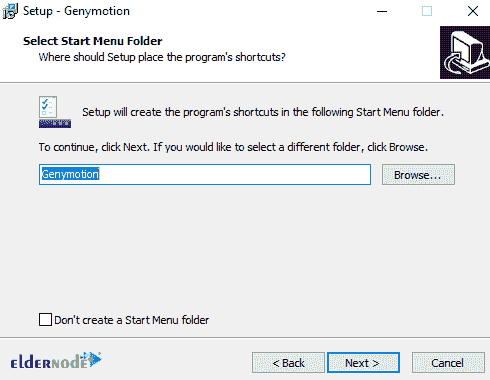 Setup - Genymotion
Select Start Menu Folder
Where should Setup place the program's shortcuts?
Setup will create the program's shortcuts in the following Start Menu folder.
To continue, click Next. If you would like to select a different folder, click Browse.
Genymotion
Browse...
Don't create a Start Menu folder
ELDERNODE
< Back
Next >
Cancel